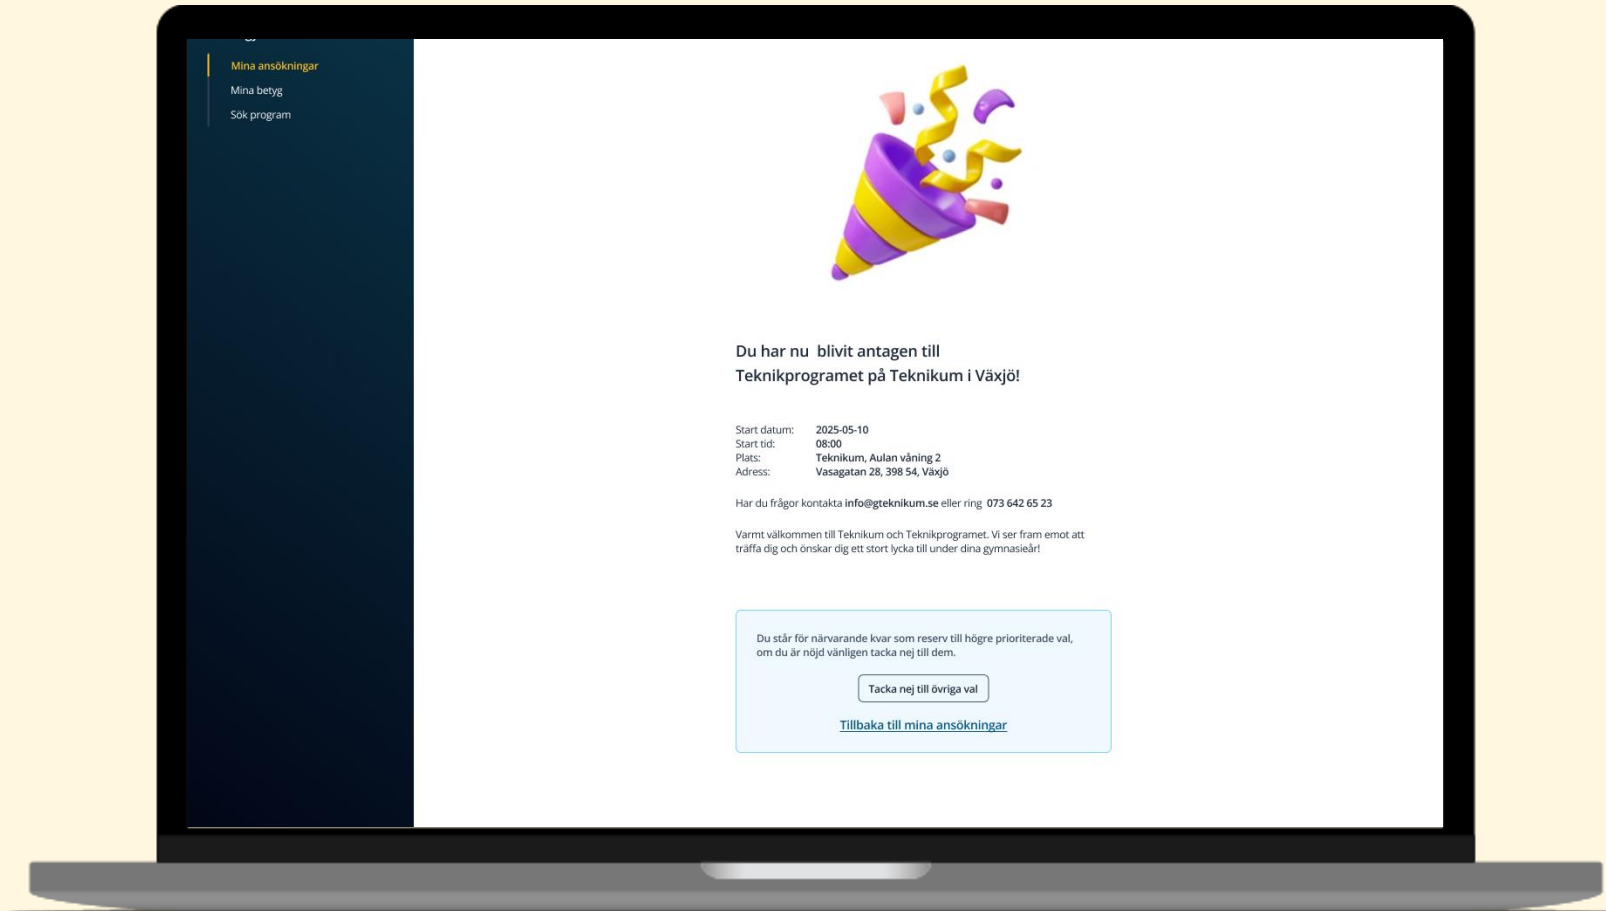 Mina ansökningar
Mina betyg
Sök program
Du har nu  blivit antagen till
Teknikprogramet på Teknikum i Växjö!
Start datum: 2025-05-10
Start tid: 08:00
Plats: Teknikum, Aulan våning 2
Adress: Vasagatan 28, 398 54, Växjö
Har du frågor kontakta info@gteknikum.se eller ring  073 642 65 23
Varmt välkommen till Teknikum och Teknikprogramet. Vi ser fram emot att
träffa dig och önskar dig ett stort lycka till under dina gymnasieår!
Du står för närvarande kvar som reserv till högre prioriterade val,
om du är nöjd vänligen tacka nej till dem.
Tacka nej till övriga val
Tillbaka till mina ansökningar